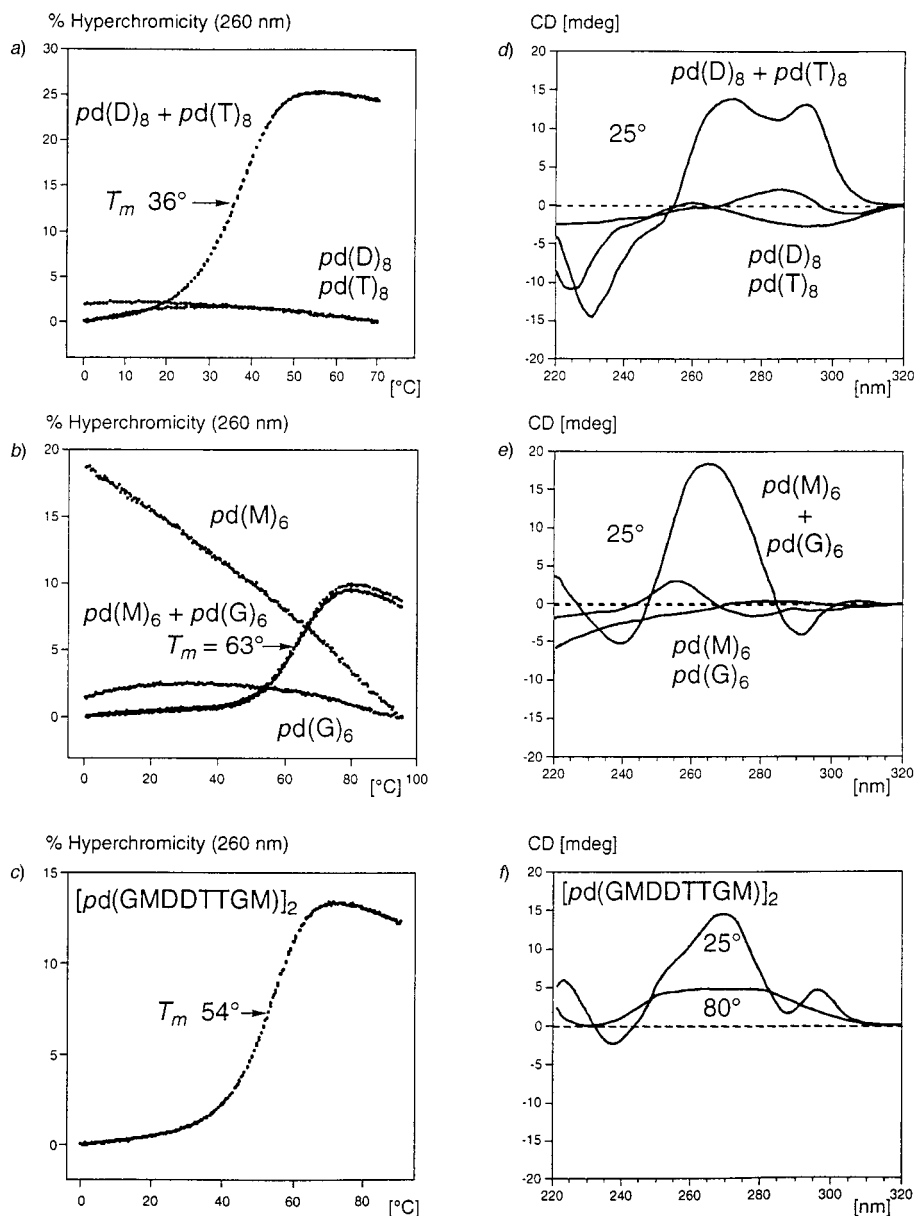 % Hyperchromicity (260 nm)
a)
30
25
20
15
10
5
0
pd(D)8 + pd(T)8
Tm 36°
pd(D)8
pd(T)8
0 10 20 30 40 50 60 70
[°C]
CD [mdeg]
d)
20
15
10
5
0
-5
-10
-15
-20
pd(D)8 + pd(T)8
25°
pd(D)8
pd(T)8
220 240 260 280 300 320
[nm]
% Hyperchromicity (260 nm)
b)
20
15
10
5
0
pd(M)6
pd(M)6 + pd(G)6
Tm = 63°
pd(G)6
0 20 40 60 80 100
[°C]
CD [mdeg]
e)
20
15
10
5
0
-5
-10
-15
-20
pd(M)6
+
pd(G)6
25°
pd(M)6
pd(G)6
220 240 260 280 300 320
[nm]
% Hyperchromicity (260 nm)
c)
15
10
5
0
[pd(GMDDTTGM)]2
Tm 54°
0 20 40 60 80
[°C]
CD [mdeg]
f)
20
15
10
5
0
-5
-10
-15
-20
[pd(GMDDTTGM)]2
25°
80°
220 240 260 280 300 320
[nm]